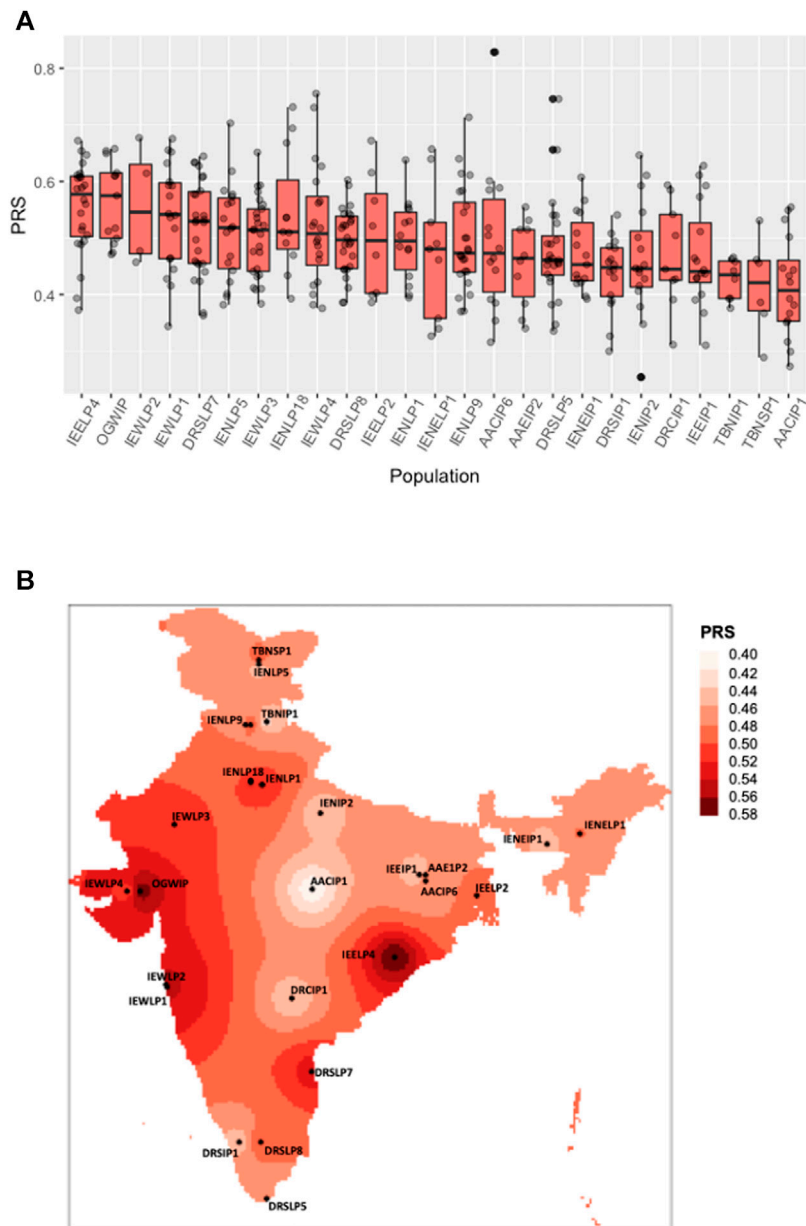 A
0.8
0.6
0.4
PRS
IEELP4
OGWIP
IEWLP2
IEWLP1
DRSLP7
IENLP5
IEWLP3
IENLP18
IEWLP4
DRSLP8
IEELP2
IENLP1
IENELP1
IENLP9
AACIP6
AAEIP2
DRSLP5
IENEIP1
DRSIP1
IENIP2
DRCIP1
IEEIP1
TBNIP1
TBNSP1
AACIP1
Population
B
PRS
0.40
0.42
0.44
0.46
0.48
0.50
0.52
0.54
0.56
0.58
TBNSP1
IENLP5
IENLP9
TBNIP1
IENLP18
IENLP1
IENIP2
IEWLP3
IENELP1
IENEIP1
IEEIP1
AAE1P2
AACIP6
AACIP1
IEWLP4
OGWIP
IEELP2
IEELP4
IEWLP2
IEWLP1
DRCIP1
DRSLP7
DRSIP1
DRSLP8
DRSLP5